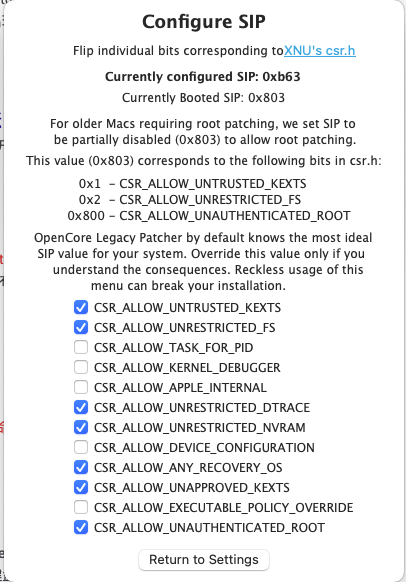 Configure SIP
Flip individual bits corresponding to XNU's csr.h
Currently configured SIP: 0xb63
Currently Booted SIP: 0x803
For older Macs requiring root patching, we set SIP to
be partially disabled (0x803) to allow root patching.
This value (0x803) corresponds to the following bits in csr.h:
0x1 – CSR_ALLOW_UNTRUSTED_KEXTS
0x2 – CSR_ALLOW_UNRESTRICTED_FS
0x800 – CSR_ALLOW_UNAUTHENTICATED_ROOT
OpenCore Legacy Patcher by default knows the most ideal
SIP value for your system. Override this value only if you
understand the consequences. Reckless usage of this
menu can break your installation.
CSR_ALLOW_UNTRUSTED_KEXTS
CSR_ALLOW_UNRESTRICTED_FS
CSR_ALLOW_TASK_FOR_PID
CSR_ALLOW_KERNEL_DEBUGGER
CSR_ALLOW_APPLE_INTERNAL
CSR_ALLOW_UNRESTRICTED_DTRACE
CSR_ALLOW_UNRESTRICTED_NVRAM
CSR_ALLOW_DEVICE_CONFIGURATION
CSR_ALLOW_ANY_RECOVERY_OS
CSR_ALLOW_UNAPPROVED_KEXTS
CSR_ALLOW_EXECUTABLE_POLICY_OVERRIDE
CSR_ALLOW_UNAUTHENTICATED_ROOT
Return to Settings